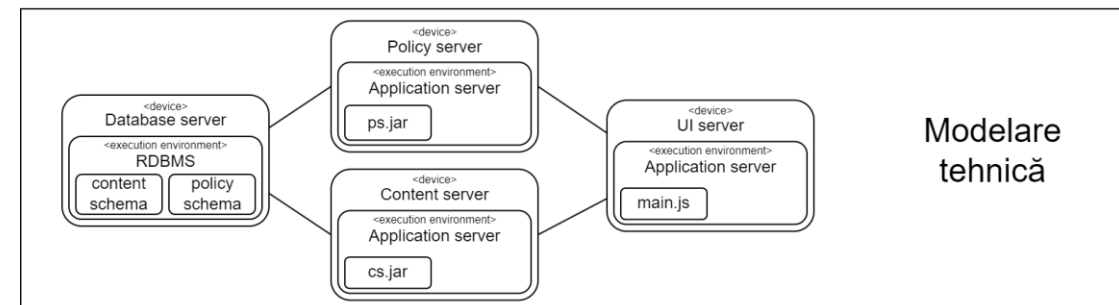 <device>
Database server
<execution environment>
RDBMS
content
schema
policy
schema
<device>
Policy server
<execution environment>
Application server
ps.jar
<device>
Content server
<execution environment>
Application server
cs.jar
<device>
UI server
<execution environment>
Application server
main.js
Modelare
tehnică